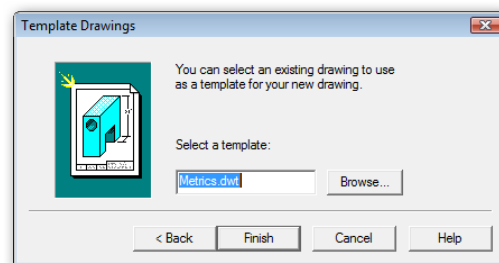 Template Drawings
You can select an existing drawing to use
as a template for your new drawing.
Select a template:
Metrics.dwt
Browse...
< Back
Finish
Cancel
Help